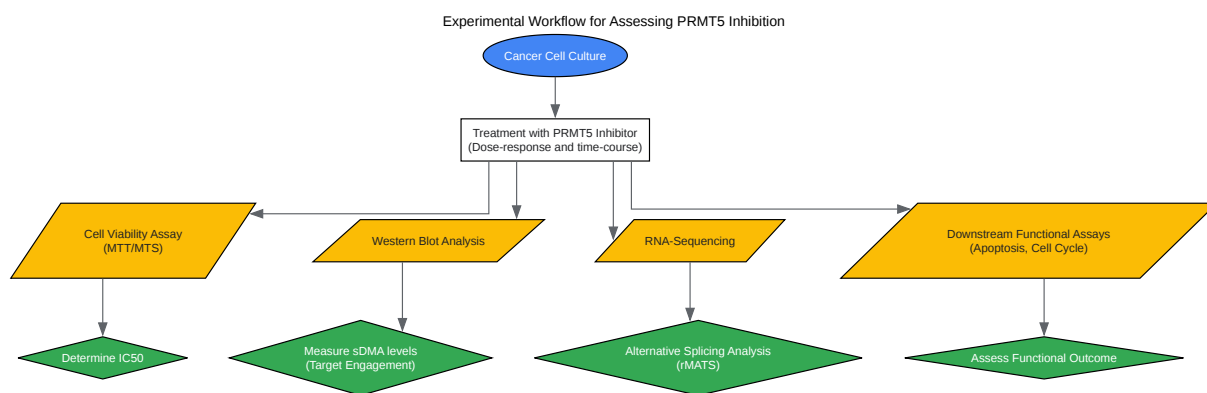 Experimental Workflow for Assessing PRMT5 Inhibition
Cancer Cell Culture
Treatment with PRMT5 Inhibitor
(Dose-response and time-course)
Cell Viability Assay
(MTT/MTS)
Western Blot Analysis
RNA-Sequencing
Downstream Functional Assays
(Apoptosis, Cell Cycle)
Determine IC50
Measure sDMA levels
(Target Engagement)
Alternative Splicing Analysis
(rMATS)
Assess Functional Outcome